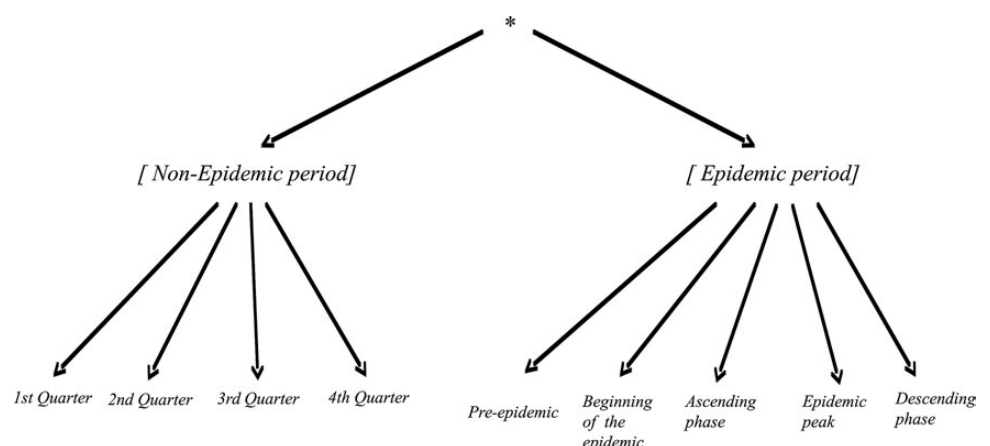 *
[ Non-Epidemic period]
[ Epidemic period]
1st Quarter
2nd Quarter
3rd Quarter
4th Quarter
Pre-epidemic
Beginning
of the
epidemic
Ascending
phase
Epidemic
peak
Descending
phase